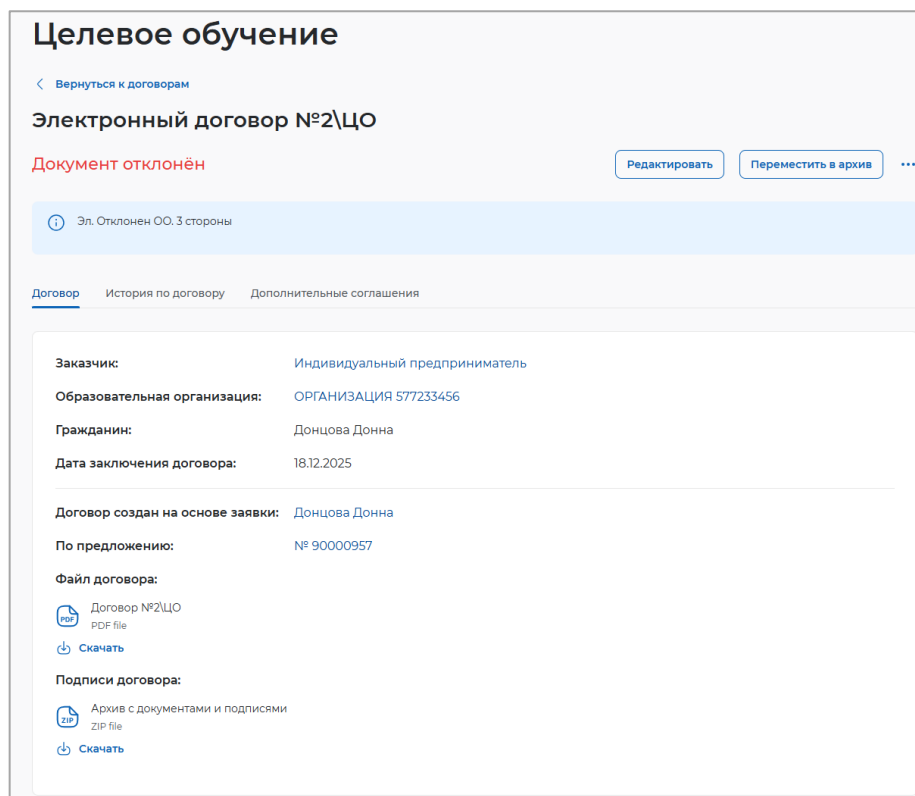 Целевое обучение
Вернуться к договорам
Электронный договор №2\ЦО
Документ отклонён
Редактировать
Переместить в архив
Эл. Отклонен ОО. 3 стороны
Договор История по договору Дополнительные соглашения
Заказчик: Индивидуальный предприниматель
Образовательная организация: ОРГАНИЗАЦИЯ 577233456
Гражданин: Донцова Донна
Дата заключения договора: 18.12.2025
Договор создан на основе заявки: Донцова Донна
По предложению: № 90000957
Файл договора:
PDF
Договор №2\ЦО
PDF file
Скачать
Подписи договора:
ZIP
Архив с документами и подписями
ZIP file
Скачать